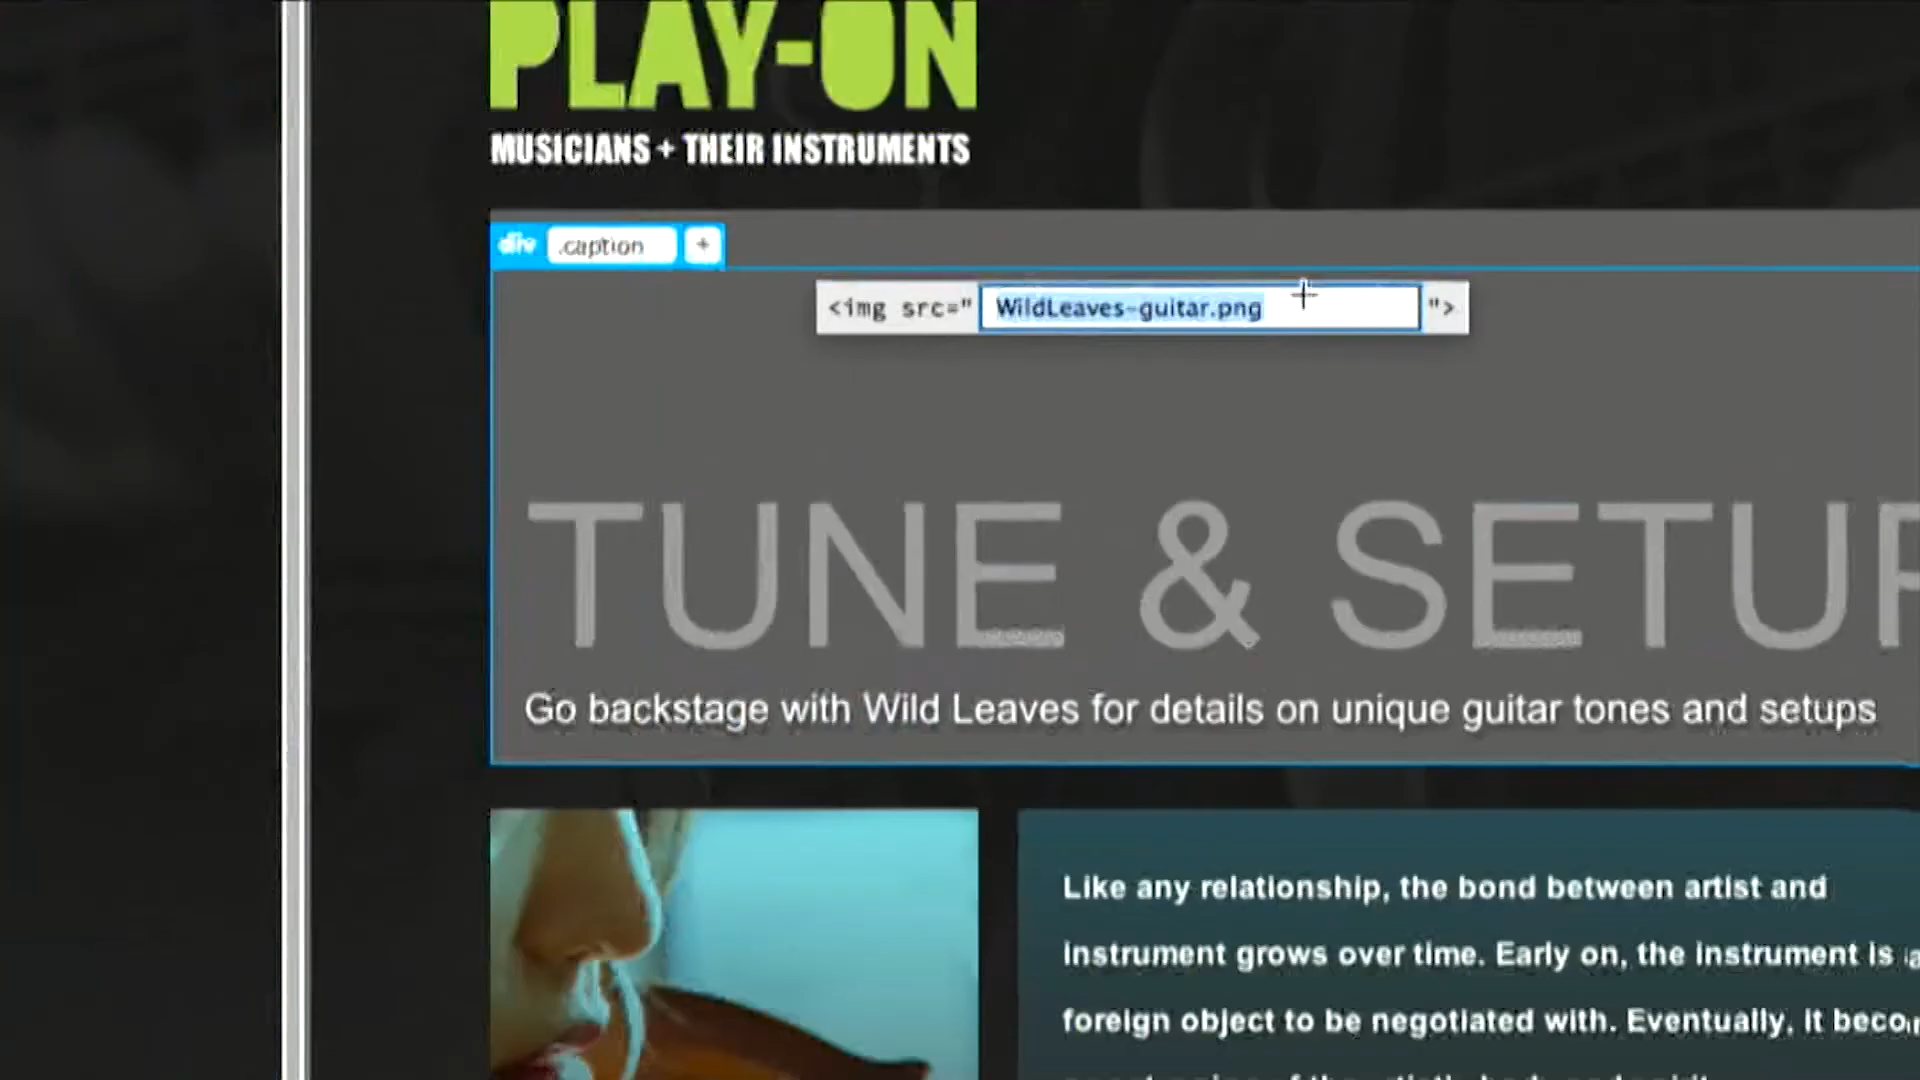 PLAY-ON
MUSICIANS + THEIR INSTRUMENTS
div .caption +
<img src=" WildLeaves-guitar.png ">
TUNE & SETUP
Go backstage with Wild Leaves for details on unique guitar tones and setups
Like any relationship, the bond between artist and
instrument grows over time. Early on, the instrument is a
foreign object to be negotiated with. Eventually, it